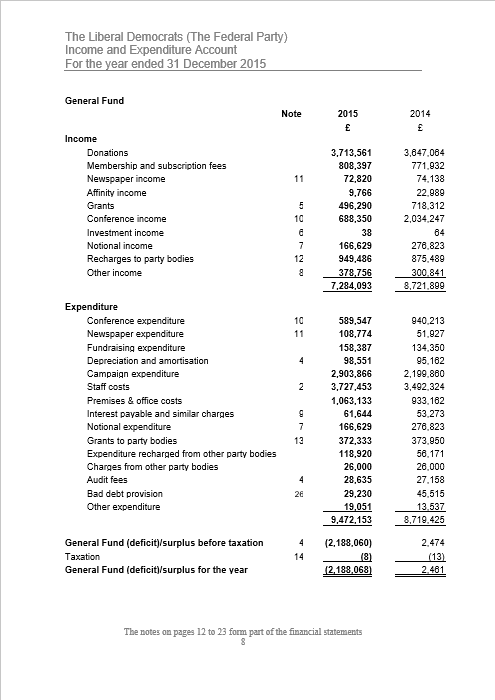 The Liberal Democrats (The Federal Party)
Income and Expenditure Account
For the year ended 31 December 2015
General Fund
Note 2015 2014
£ £
Income
Donations 3,713,561 3,647,064
Membership and subscription fees 808,397 771,932
Newspaper income 11 72,820 74,138
Affinity income 9,766 22,989
Grants 5 496,290 718,312
Conference income 10 688,350 2,034,247
Investment income 6 38 64
Notional income 7 166,629 276,823
Recharges to party bodies 12 949,486 875,489
Other income 8 378,756 300,841
7,284,093 8,721,899
Expenditure
Conference expenditure 10 589,547 940,213
Newspaper expenditure 11 108,774 51,927
Fundraising expenditure 158,387 134,350
Depreciation and amortisation 4 98,551 95,162
Campaign expenditure 2,903,866 2,199,860
Staff costs 2 3,727,453 3,492,324
Premises & office costs 1,063,133 933,162
Interest payable and similar charges 9 61,644 53,273
Notional expenditure 7 166,629 276,823
Grants to party bodies 13 372,333 373,950
Expenditure recharged from other party bodies 118,920 56,171
Charges from other party bodies 26,000 26,000
Audit fees 4 28,635 27,158
Bad debt provision 26 29,230 45,515
Other expenditure 19,051 13,537
9,472,153 8,719,425
General Fund (deficit)/surplus before taxation 4 (2,188,060) 2,474
Taxation 14 (8) (13)
General Fund (deficit)/surplus for the year (2,188,068) 2,461
The notes on pages 12 to 23 form part of the financial statements
8